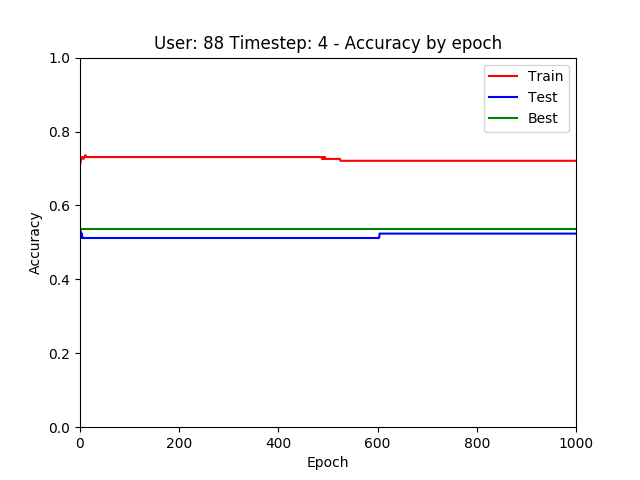 User: 88 Timestep: 4 - Accuracy by epoch
Train
Test
Best
1.0
0.8
0.6
0.4
0.2
0.0
Accuracy
0 200 400 600 800 1000
Epoch